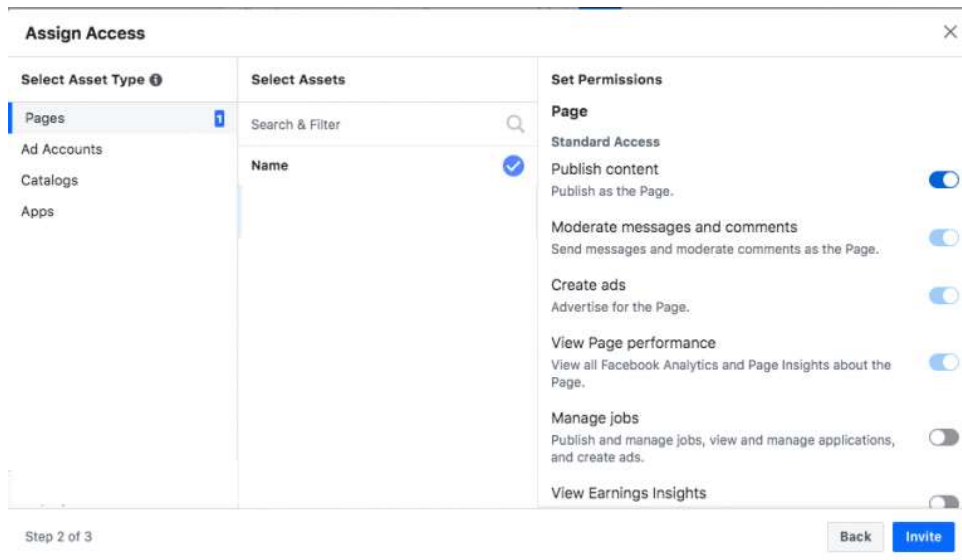 Assign Access
Select Asset Type
Pages
1
Ad Accounts
Catalogs
Apps
Select Assets
Search & Filter
Name
Set Permissions
Page
Standard Access
Publish content
Publish as the Page.
Moderate messages and comments
Send messages and moderate comments as the Page.
Create ads
Advertise for the Page.
View Page performance
View all Facebook Analytics and Page Insights about the
Page.
Manage jobs
Publish and manage jobs, view and manage applications,
and create ads.
View Earnings Insights
Step 2 of 3
Back
Invite